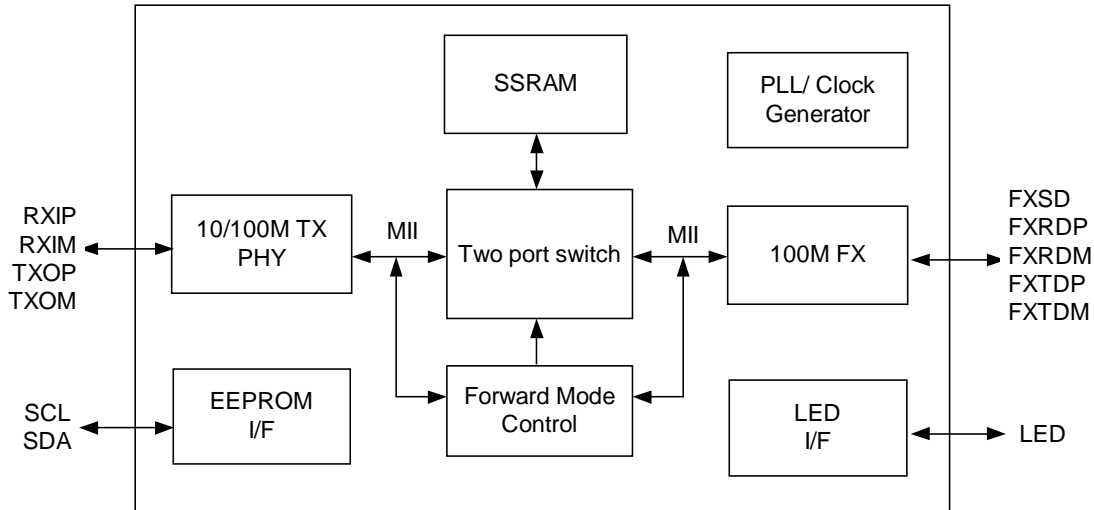 SSRAM
PLL/ Clock
Generator
RXIP
RXIM
TXOP
TXOM
10/100M TX
PHY
MII
Two port switch
MII
100M FX
FXSD
FXRDP
FXRDM
FXTDP
FXTDM
SCL
SDA
EEPROM
I/F
Forward Mode
Control
LED
I/F
LED